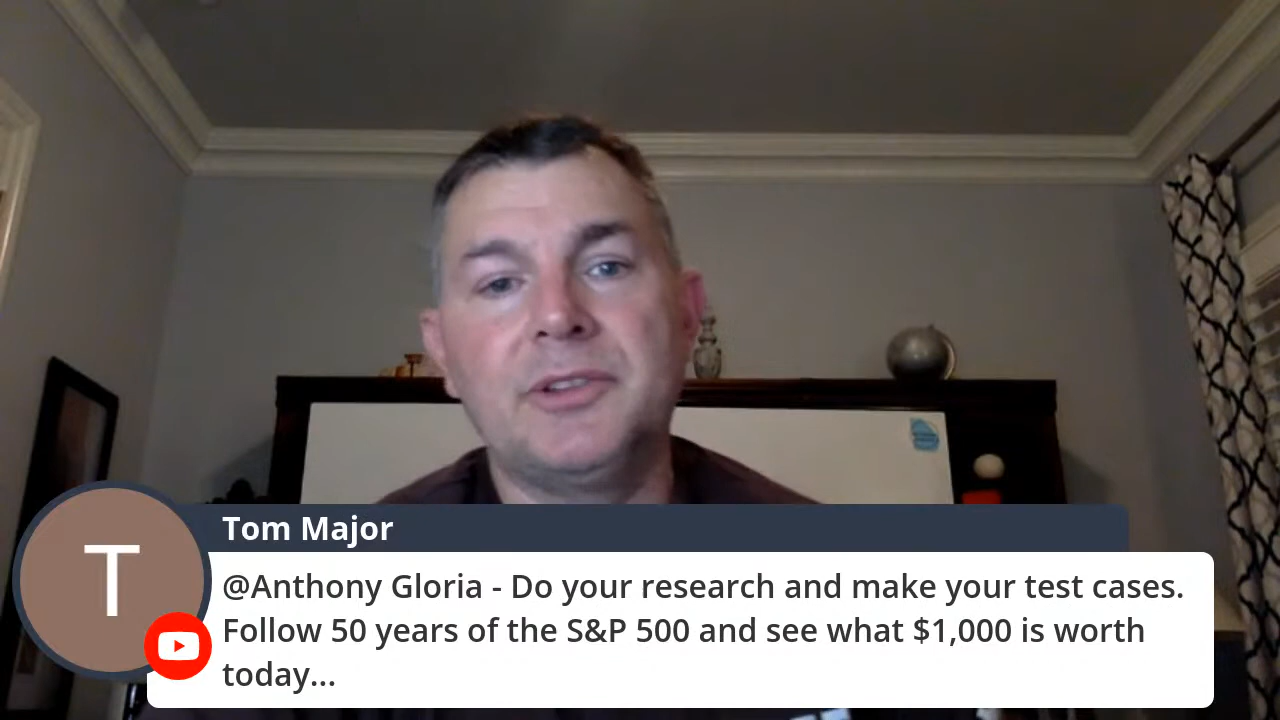 Tom Major
T
@Anthony Gloria - Do your research and make your test cases.
Follow 50 years of the S&P 500 and see what $1,000 is worth
today...